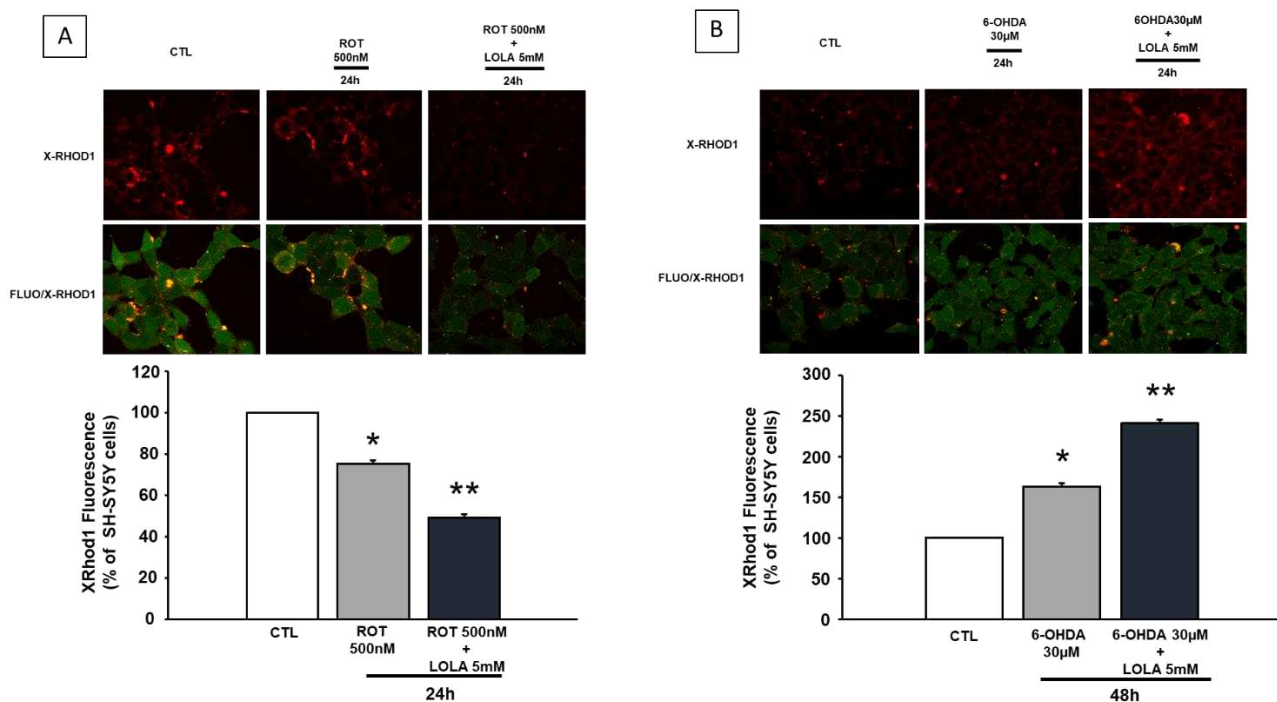 A
CTL
ROT
500nM
24h
ROT 500nM
+
LOLA 5mM
24h
X-RHOD1
FLUO/X-RHOD1
XRhod1 Fluorescence
(% of SH-SY5Y cells)
120
100
80
60
40
20
0
*
**
CTL
ROT
500nM
ROT 500nM
+
LOLA 5mM
24h
B
CTL
6-OHDA
30µM
24h
6OHDA30µM
+
LOLA 5mM
24h
X-RHOD1
FLUO/X-RHOD1
XRhod1 Fluorescence
(% of SH-SY5Y cells)
300
250
200
150
100
50
0
*
**
CTL
6-OHDA
30µM
6-OHDA 30µM
+
LOLA 5mM
48h